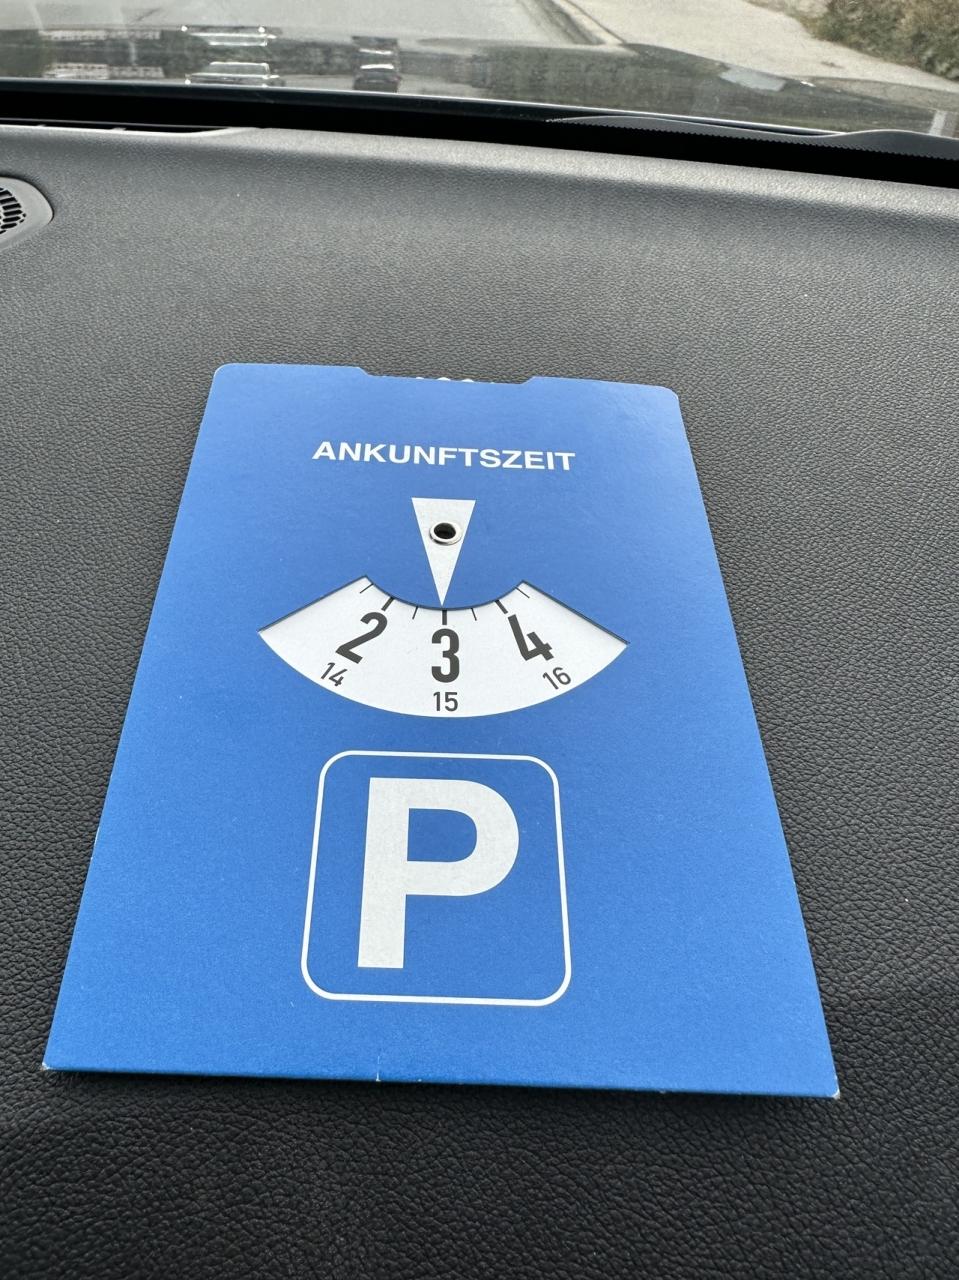 ANKUNFTSZEIT
2 3 4
14 15 16
P